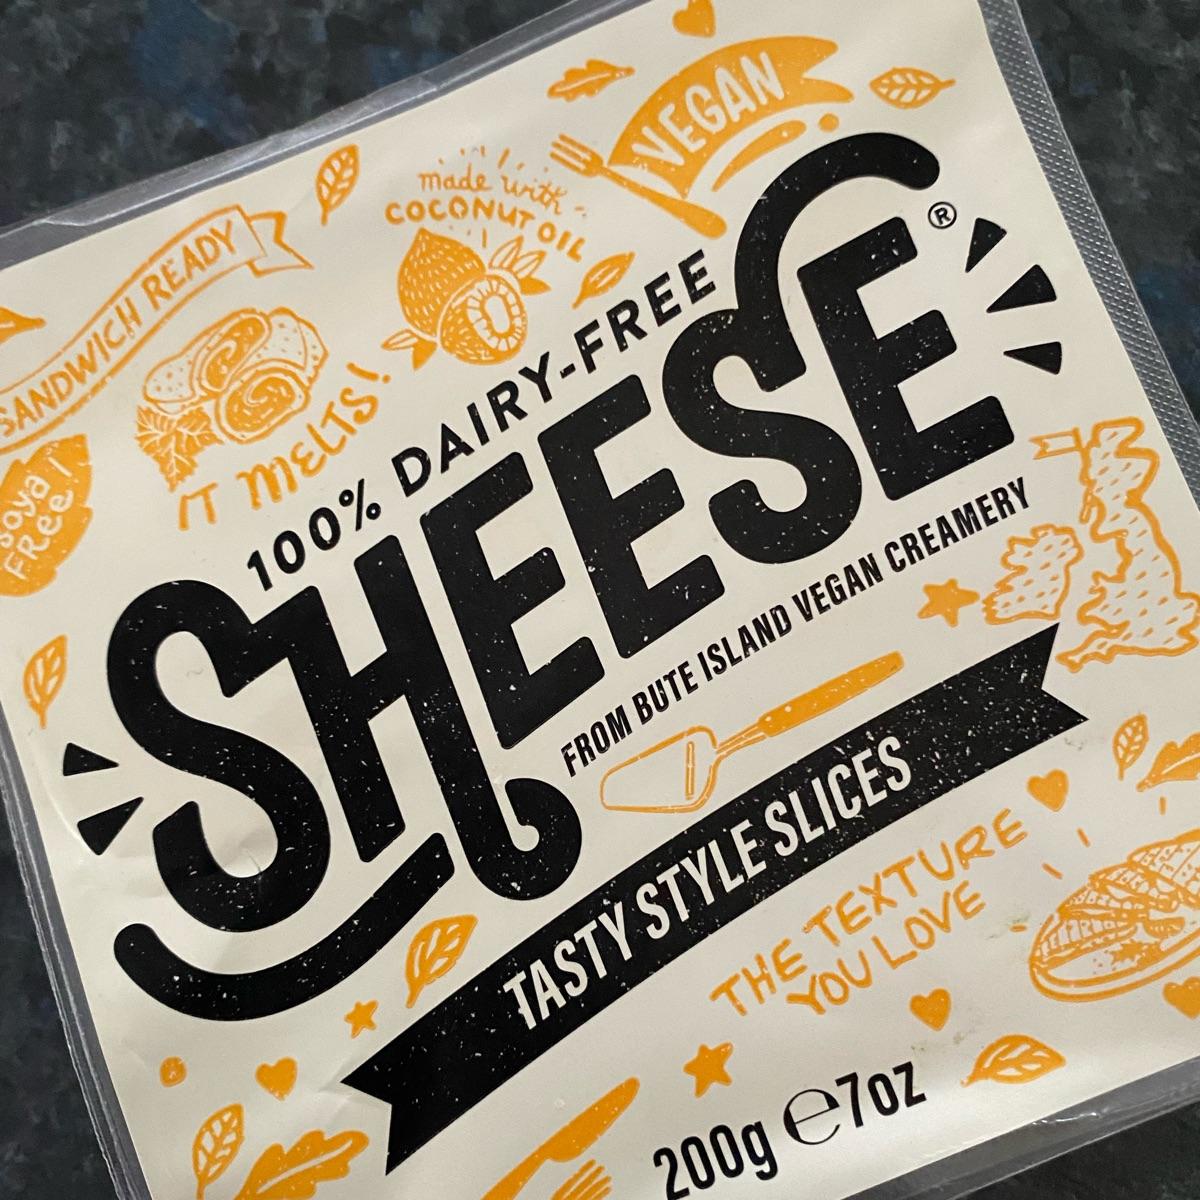 VEGAN
made with
COCONUT OIL
SANDWICH READY
IT MELTS!
soya
FREE
100% DAIRY-FREE
SHEESE®
FROM BUTE ISLAND VEGAN CREAMERY
TASTY STYLE SLICES
THE TEXTURE
YOU LOVE
200g ℮ 7oz